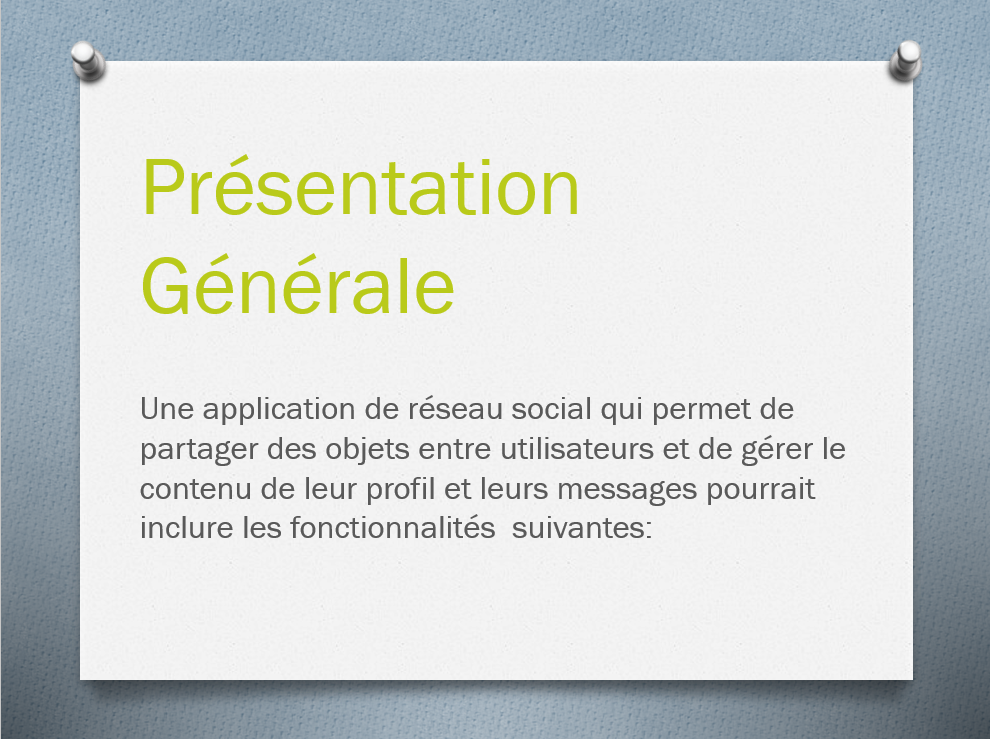 Présentation
Générale
Une application de réseau social qui permet de
partager des objets entre utilisateurs et de gérer le
contenu de leur profil et leurs messages pourrait
inclure les fonctionnalités  suivantes: